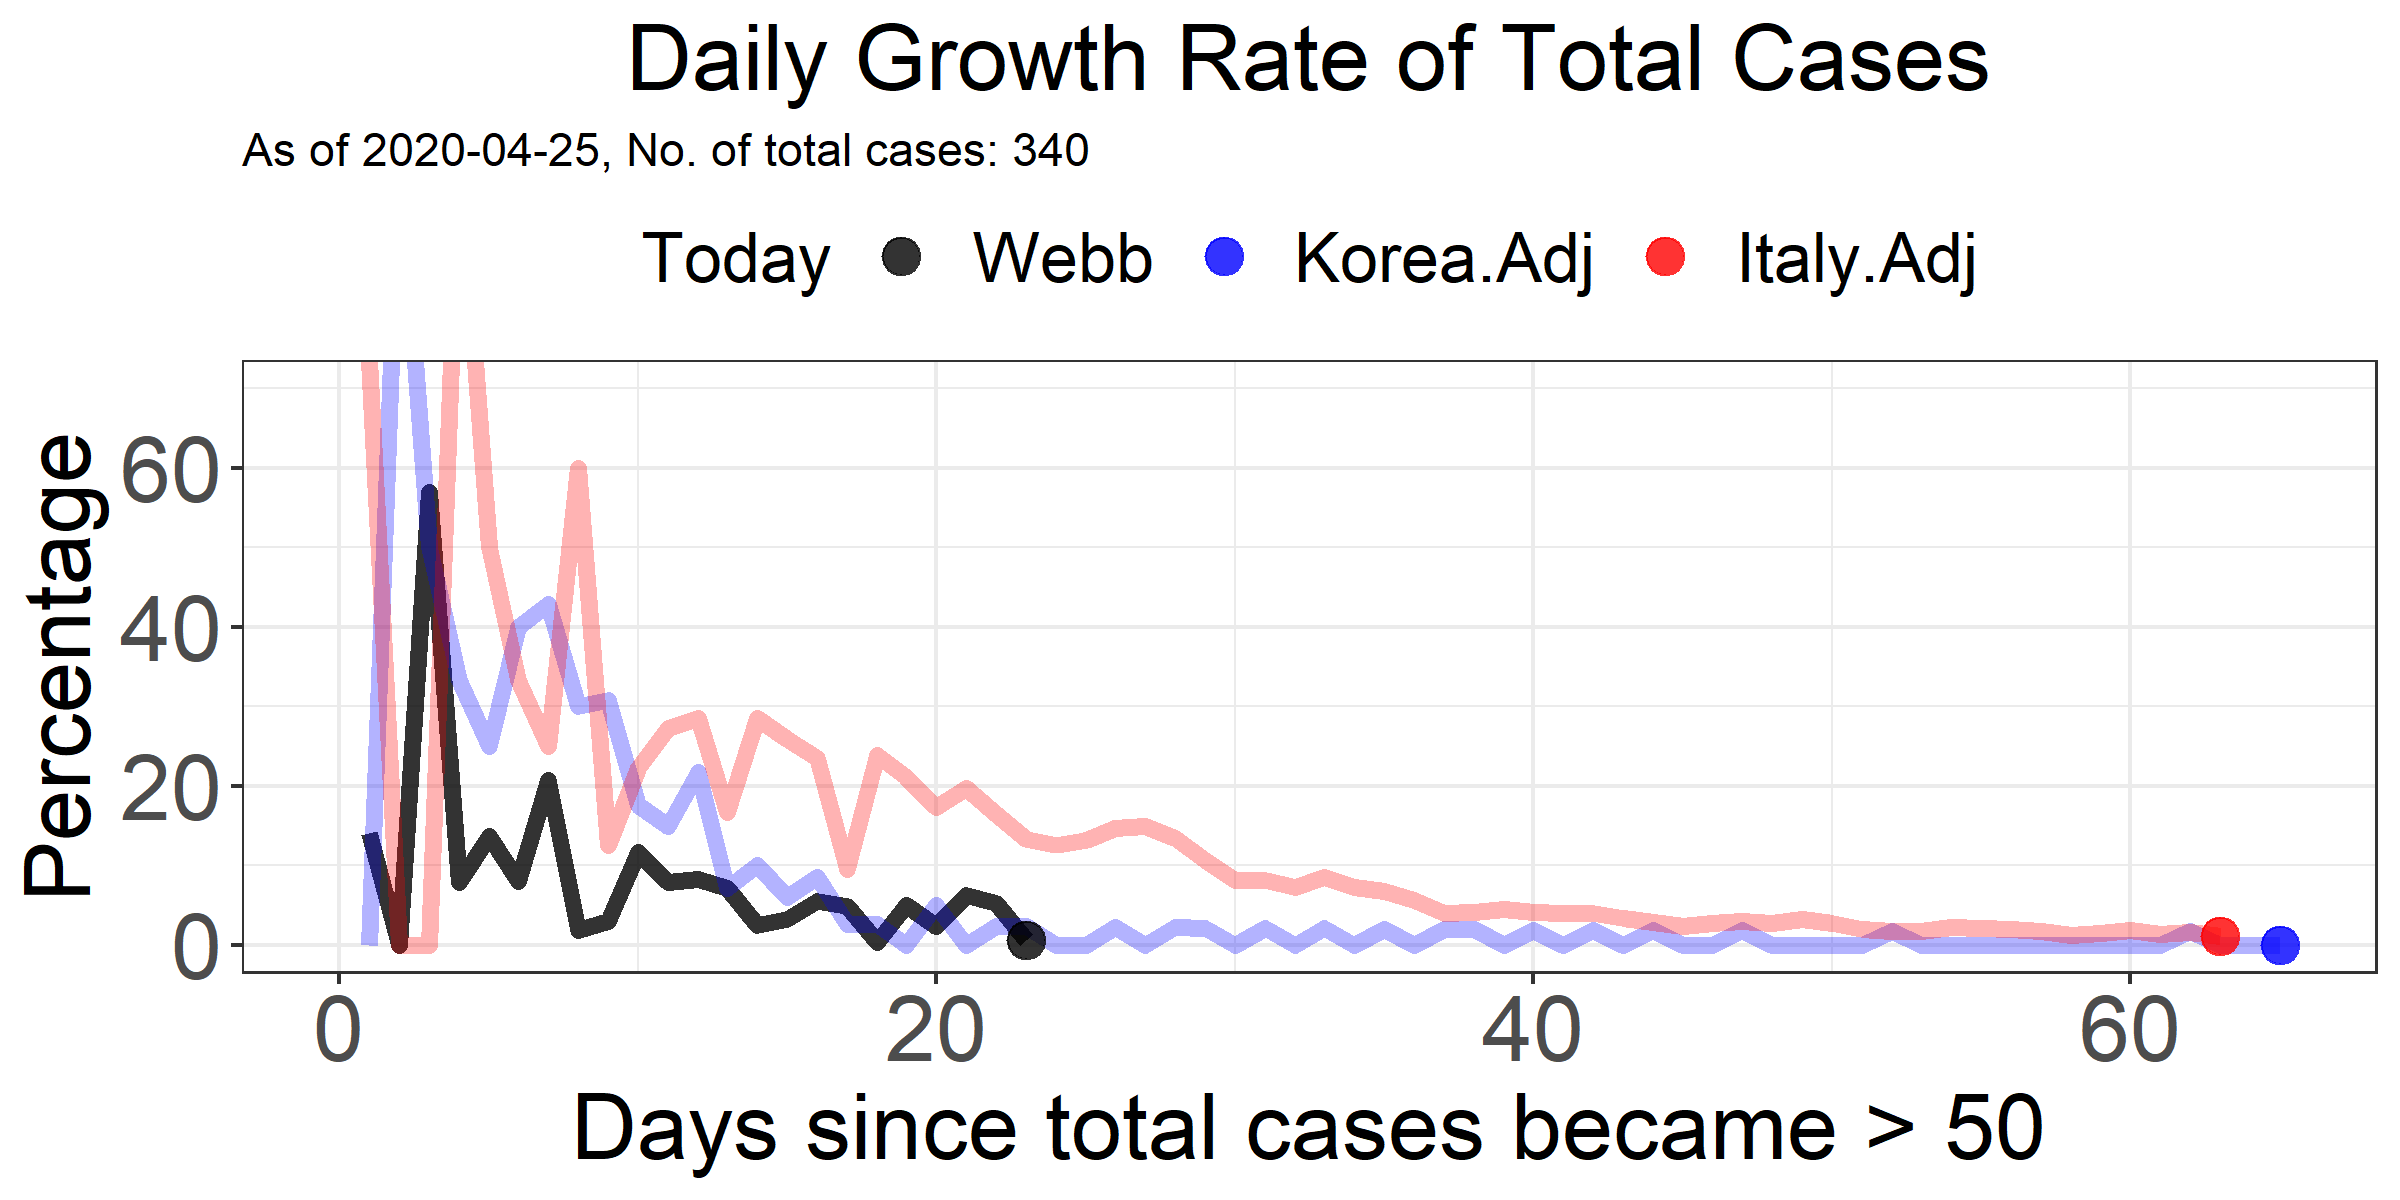 Daily Growth Rate of Total Cases
As of 2020-04-25, No. of total cases: 340
Today Webb Korea.Adj Italy.Adj
Percentage
60
40
20
0
0 20 40 60
Days since total cases became > 50